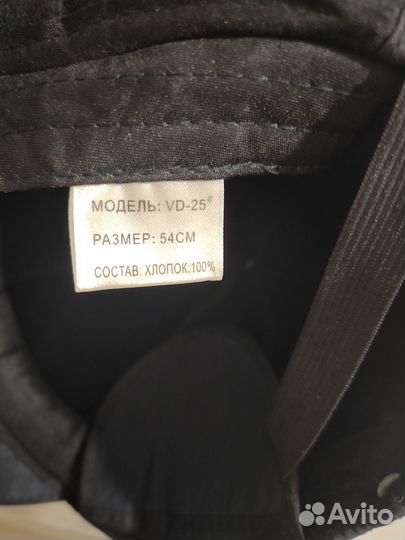 МОДЕЛЬ: VD-25#
РАЗМЕР: 54СМ
СОСТАВ: ХЛОПОК:100%
Avito